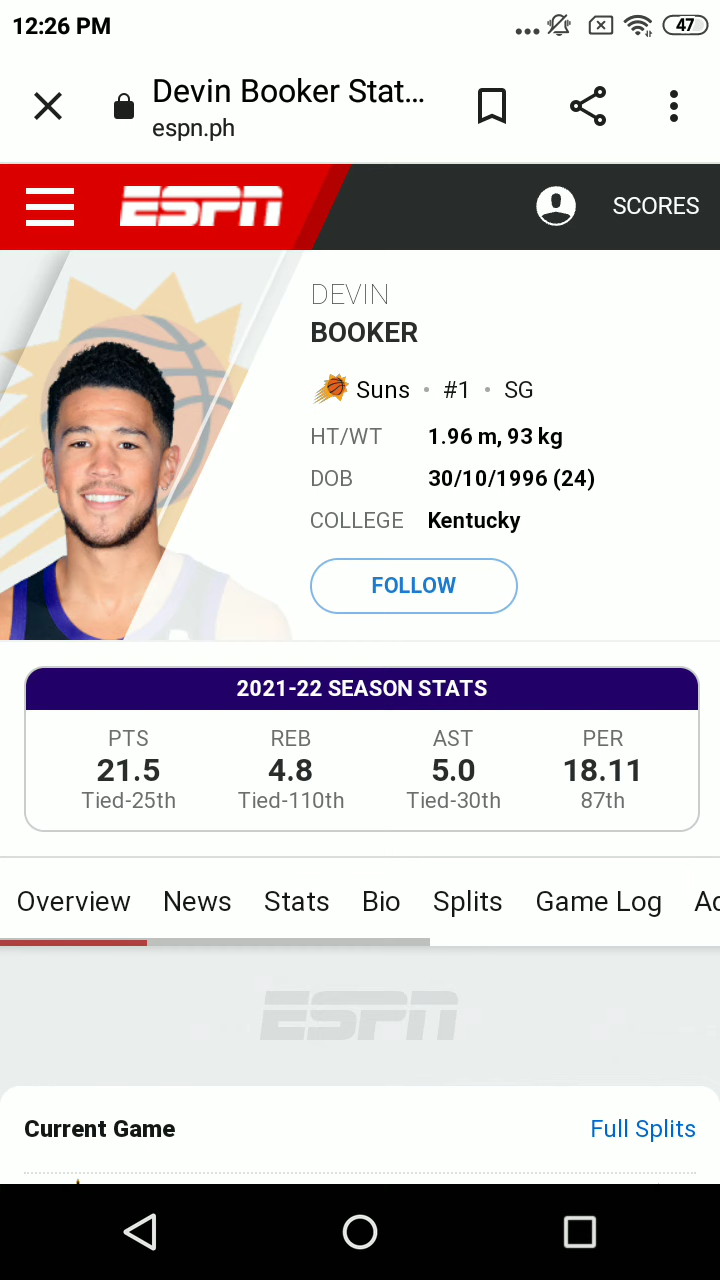 12:26 PM
47
Devin Booker Stat...
espn.ph
ESPN
SCORES
DEVIN
BOOKER
Suns • #1 • SG
HT/WT 1.96 m, 93 kg
DOB 30/10/1996 (24)
COLLEGE Kentucky
FOLLOW
2021-22 SEASON STATS
PTS REB AST PER
21.5 4.8 5.0 18.11
Tied-25th Tied-110th Tied-30th 87th
Overview News Stats Bio Splits Game Log Ac
ESPN
Current Game Full Splits